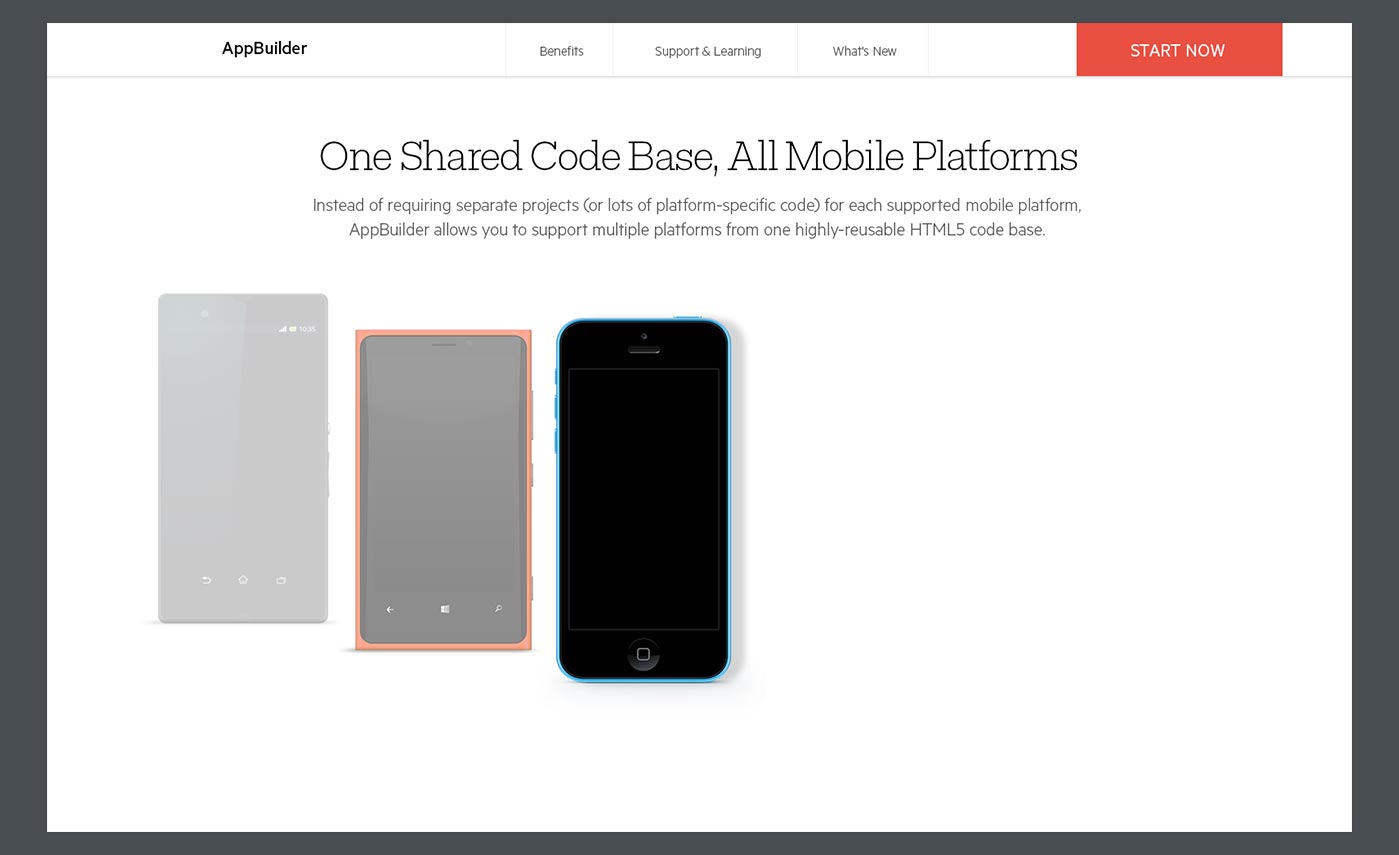 AppBuilder
Benefits
Support & Learning
What's New
START NOW
One Shared Code Base, All Mobile Platforms
Instead of requiring separate projects (or lots of platform-specific code) for each supported mobile platform,
AppBuilder allows you to support multiple platforms from one highly-reusable HTML5 code base.
10:35